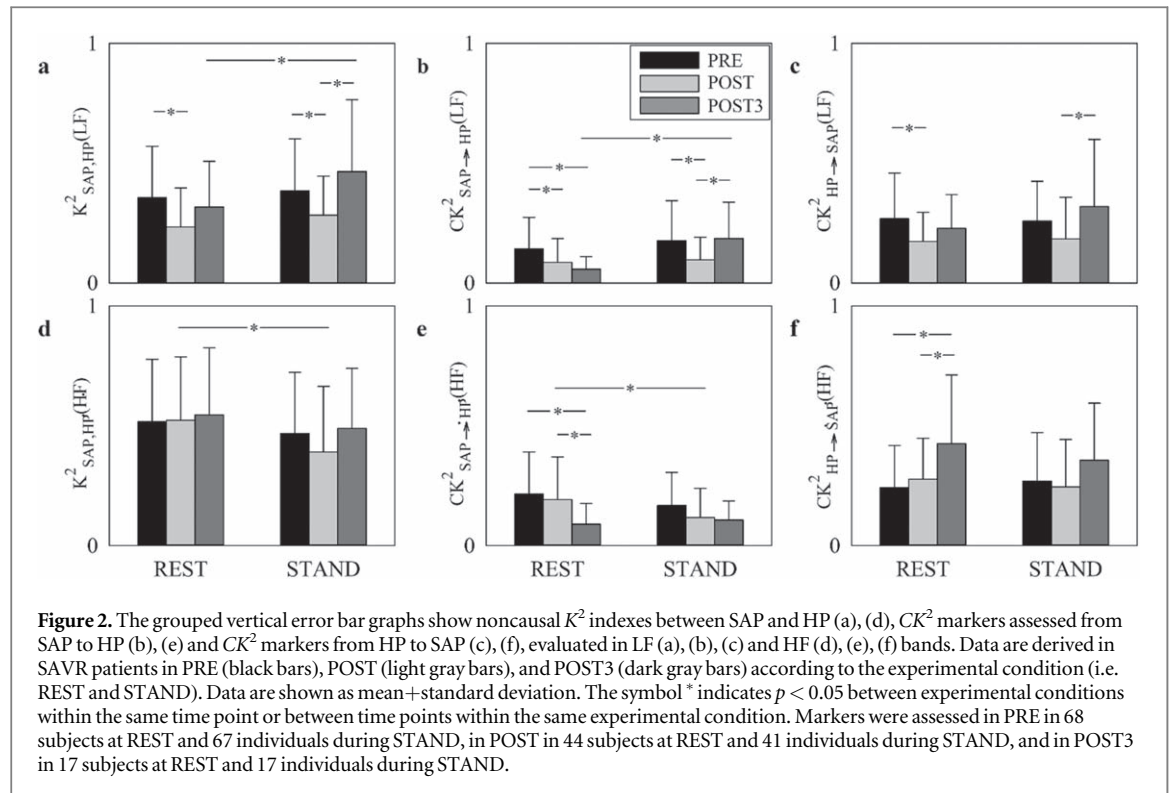 1
a
K²SAP,HP(LF)
0
1
b
CK²SAP→HP(LF)
0
PRE
POST
POST3
1
c
CK²HP→SAP(LF)
0
* * * * *
* * * * *
* *
1
d
K²SAP,HP(HF)
0
REST STAND
*
1
e
CK²SAP→HP(HF)
0
REST STAND
* * *
1
f
CK²HP→SAP(HF)
0
REST STAND
* *
Figure 2. The grouped vertical error bar graphs show noncausal K² indexes between SAP and HP (a), (d), CK² markers assessed from
SAP to HP (b), (e) and CK² markers from HP to SAP (c), (f), evaluated in LF (a), (b), (c) and HF (d), (e), (f) bands. Data are derived in
SAVR patients in PRE (black bars), POST (light gray bars), and POST3 (dark gray bars) according to the experimental condition (i.e.
REST and STAND). Data are shown as mean+standard deviation. The symbol * indicates p < 0.05 between experimental conditions
within the same time point or between time points within the same experimental condition. Markers were assessed in PRE in 68
subjects at REST and 67 individuals during STAND, in POST in 44 subjects at REST and 41 individuals during STAND, and in POST3
in 17 subjects at REST and 17 individuals during STAND.